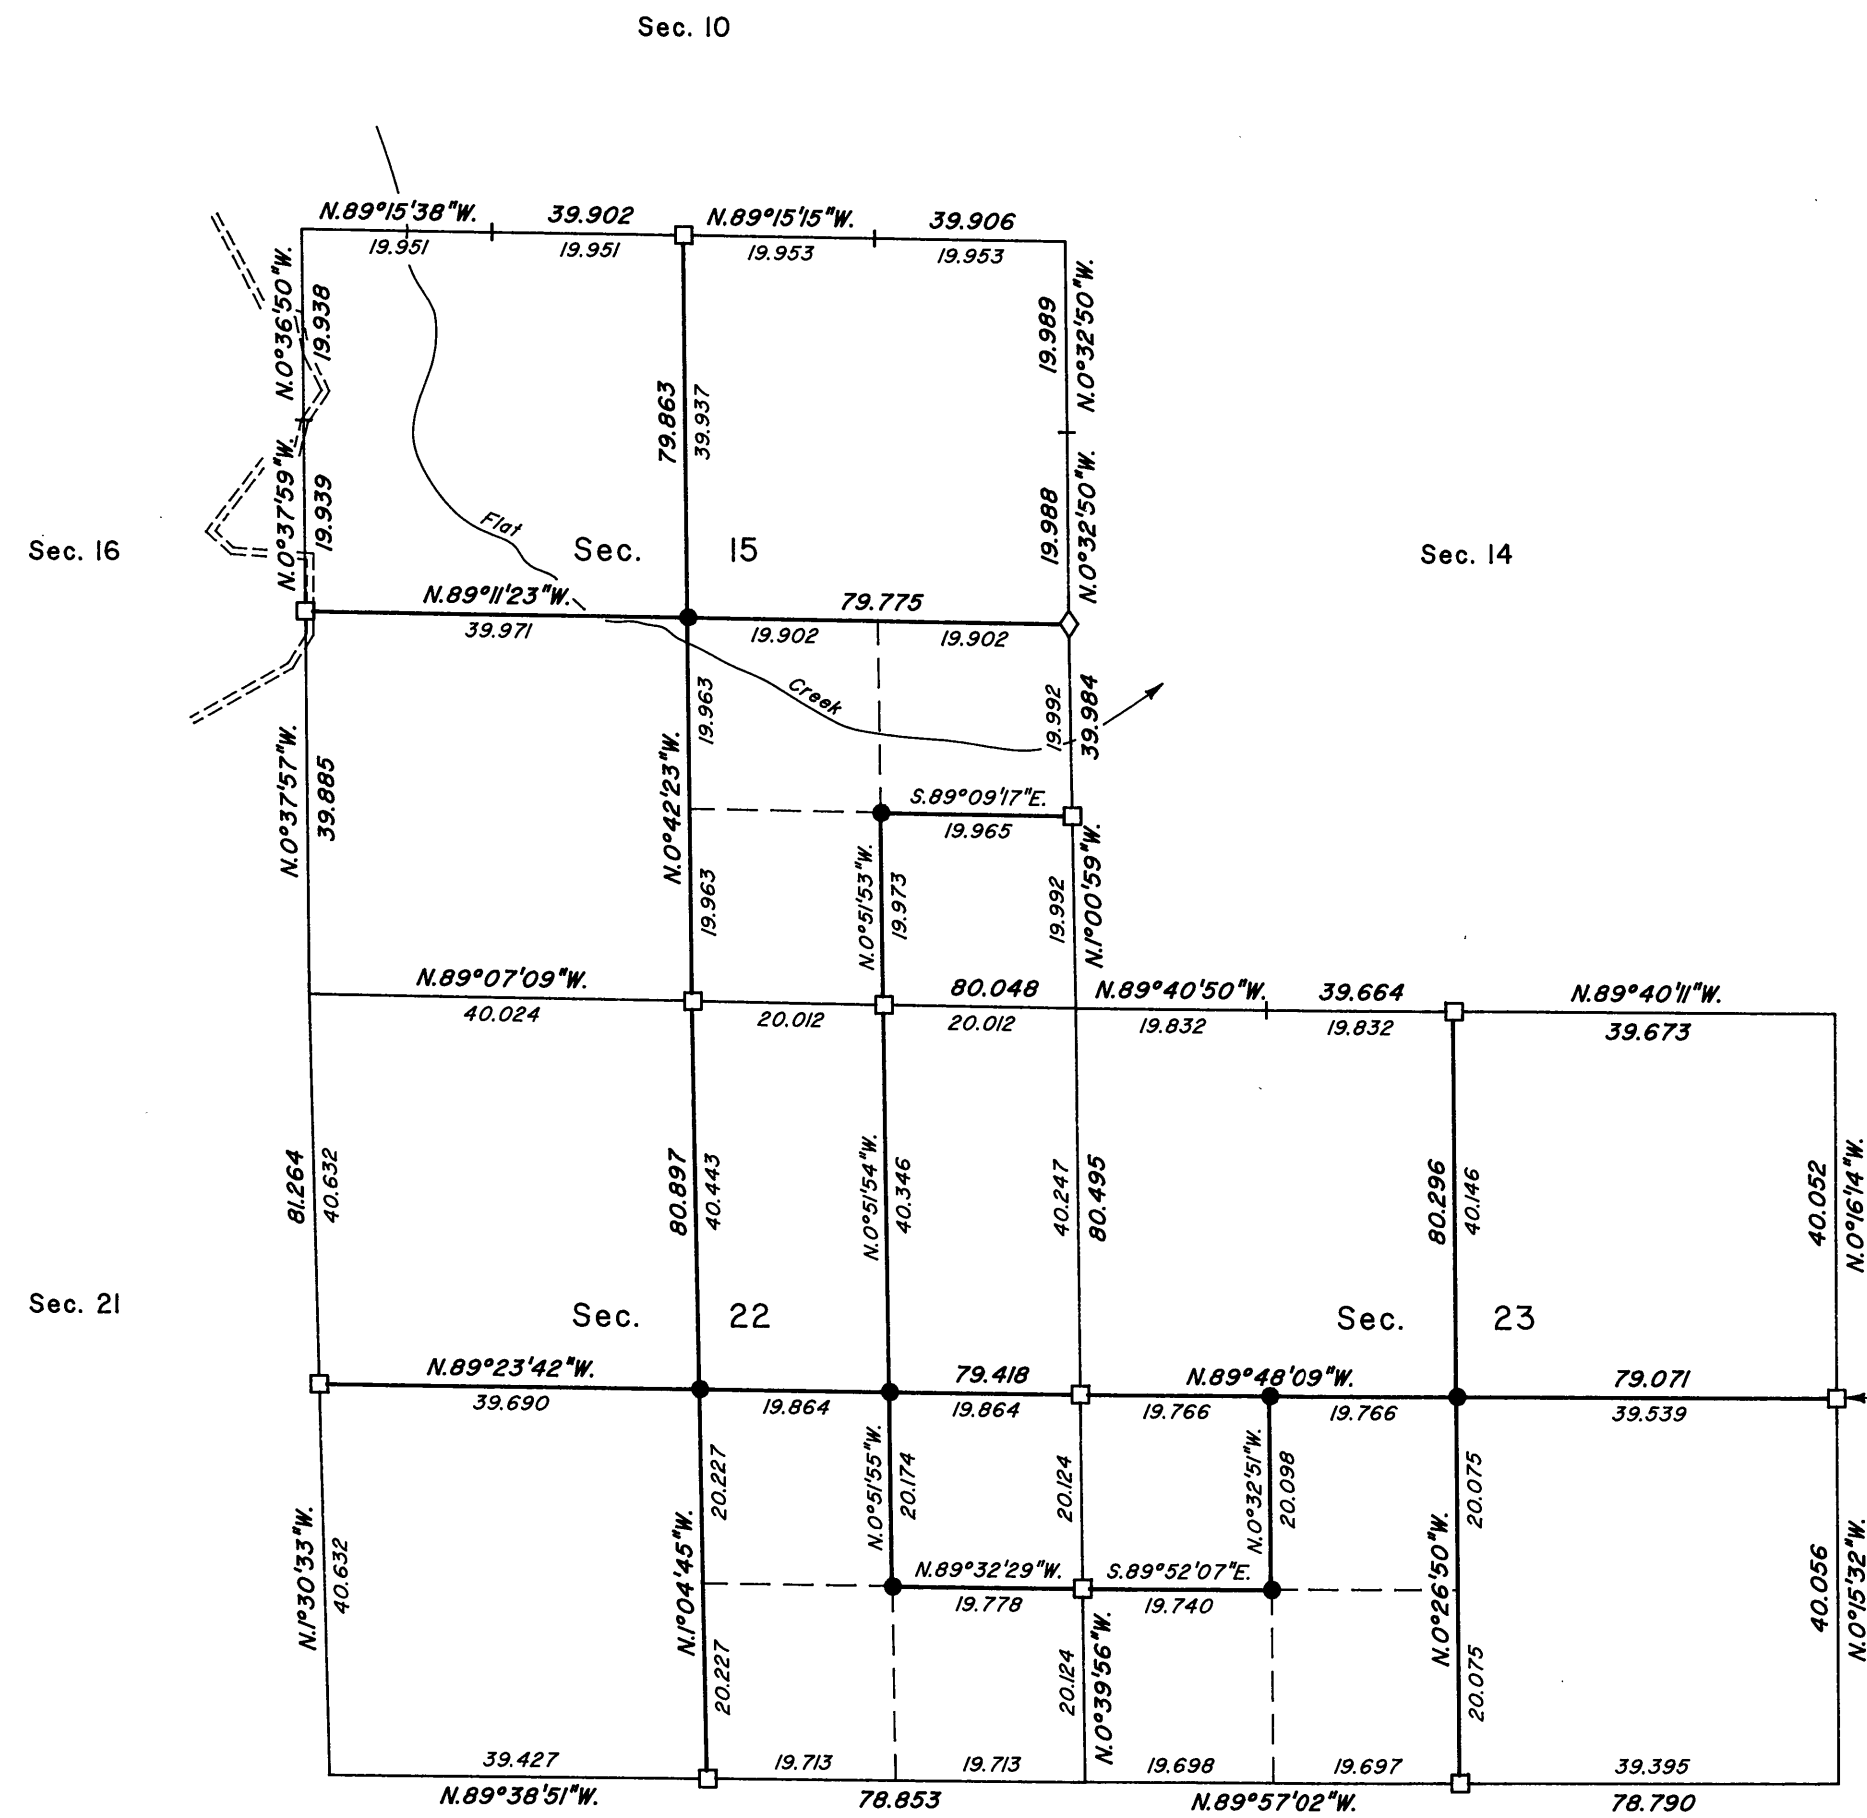 Sec. 10
N.89°15'38"W. 39.902 N.89°15'15"W. 39.906
19.951 19.951 19.953 19.953
N.0°36'50"W. 19.938
79.863 39.937
19.989 N.0°32'50"W.
N.0°37'59"W. 19.939
19.988 N.0°32'50"W.
Flat
Sec. 16
Sec. 15
Sec. 14
N.89°11'23"W. 79.775
39.971 19.902 19.902
19.963
Creek
19.992 39.984
N.0°37'57"W. 39.885
N.0°42'23"W.
S.89°09'17"E.
19.965
19.963
N.0°51'53"W. 19.973
19.992 N.1°00'59"W.
N.89°07'09"W. 80.048 N.89°40'50"W. 39.664 N.89°40'11"W.
40.024 20.012 20.012 19.832 19.832 39.673
81.264 40.632
80.897 40.443
N.0°51'54"W. 40.346
40.247 80.495
80.296 40.146
40.052 N.0°16'14"W.
Sec. 21
Sec. 22
Sec. 23
N.89°23'42"W. 79.418 N.89°48'09"W. 79.071
39.690 19.864 19.864 19.766 19.766 39.539
20.227
N.0°51'55"W. 20.174
20.124
N.0°32'51"W. 20.098
20.075
N.1°30'33"W. 40.632
N.1°04'45"W.
N.89°32'29"W. S.89°52'07"E.
19.778 19.740
N.0°26'50"W.
40.056 N.0°15'32"W.
20.227
20.124 N.0°39'56"W.
20.075
39.427 19.713 19.713 19.698 19.697 39.395
N.89°38'51"W. 78.853 N.89°57'02"W. 78.790